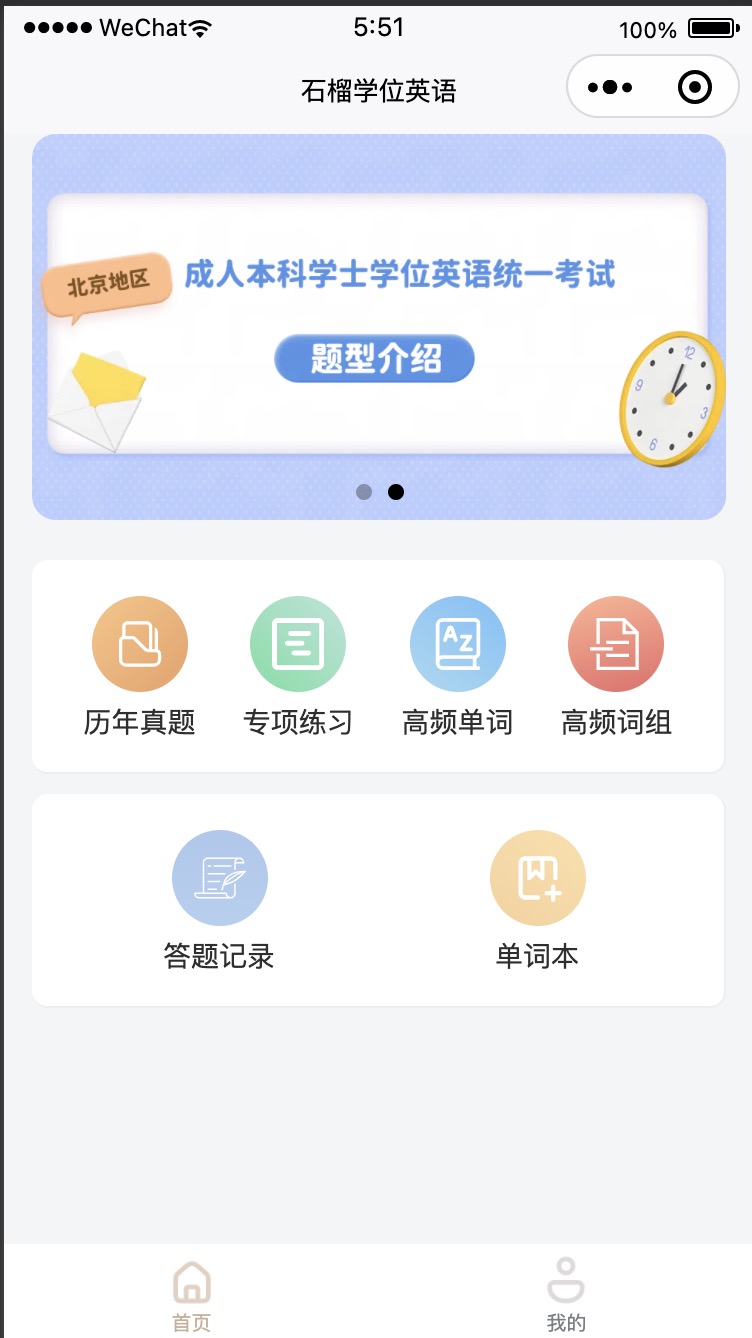 WeChat 5:51 100%
石榴学位英语
北京地区
成人本科学士学位英语统一考试
题型介绍
12
9
3
6
历年真题 专项练习 高频单词 高频词组
答题记录 单词本
首页 我的